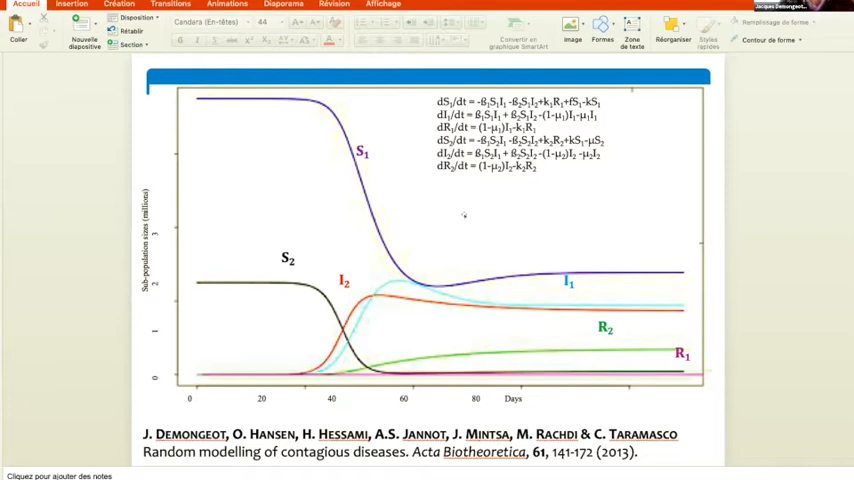 Accueil Insertion Création Transitions Animations Diaporama Révision Affichage
Jacques Demongeot...
Coller
Nouvelle diapositive
Disposition
Rétablir
Section
Candara (En-têtes) 44
Convertir en graphique SmartArt
Image
Formes
Zone de texte
Réorganiser
Styles rapides
Remplissage de forme
Contour de forme
dS₁/dt = -ß₁S₁I₁ -ß₂S₁I₂+k₁R₁+fS₁-kS₁
dI₁/dt = ß₁S₁I₁ + ß₂S₁I₂ -(1-µ₁)I₁-µ₁I₁
dR₁/dt = (1-µ₁)I₁-k₁R₁
dS₂/dt = -ß₁S₂I₁ -ß₂S₂I₂+k₂R₂+kS₁-µS₂
dI₂/dt = ß₁S₂I₁ + ß₂S₂I₂ -(1-µ₂)I₂ -µ₂I₂
dR₂/dt = (1-µ₂)I₂-k₂R₂
S₁
S₂
I₂
I₁
R₂
R₁
Sub-population sizes (millions)
3
2
1
0
0 20 40 60 80 Days
J. DEMONGEOT, O. HANSEN, H. HESSAMI, A.S. JANNOT, J. MINTSA, M. RACHDI & C. TARAMASCO
Random modelling of contagious diseases. Acta Biotheoretica, 61, 141-172 (2013).
Cliquez pour ajouter des notes